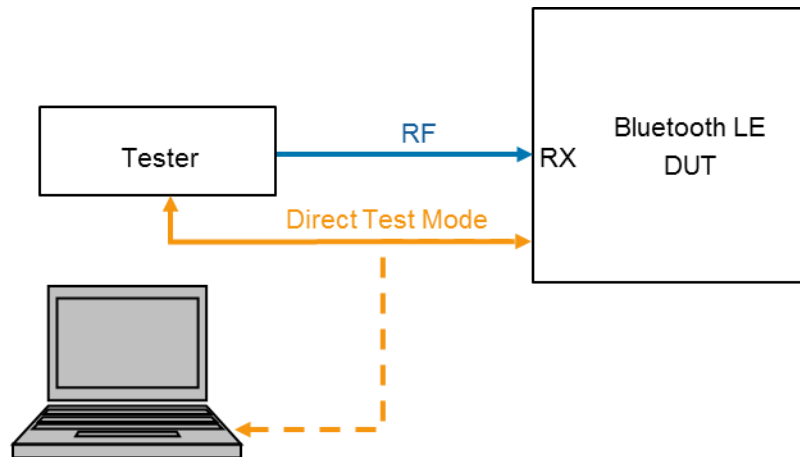 Tester
RF
RX
Bluetooth LE
DUT
Direct Test Mode